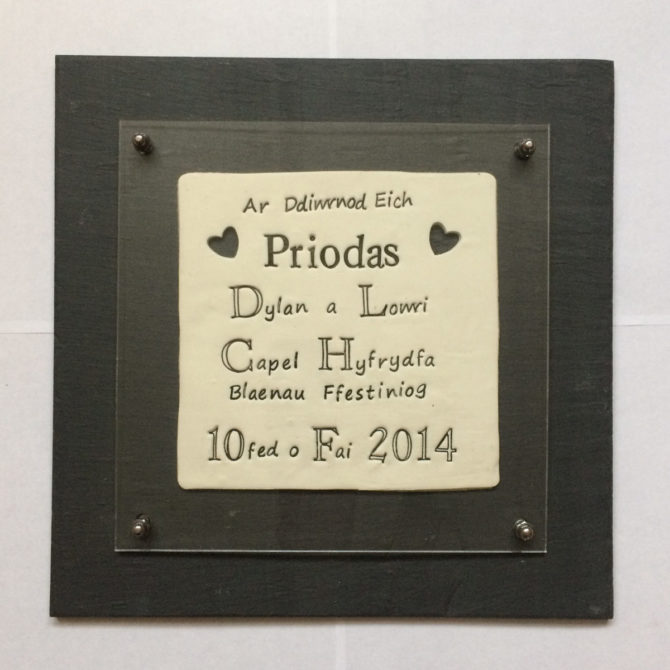 Ar Ddiwrnod Eich
Priodas
Dylan a Lowri
Capel Hyfrydfa
Blaenau Ffestiniog
10fed o Fai 2014